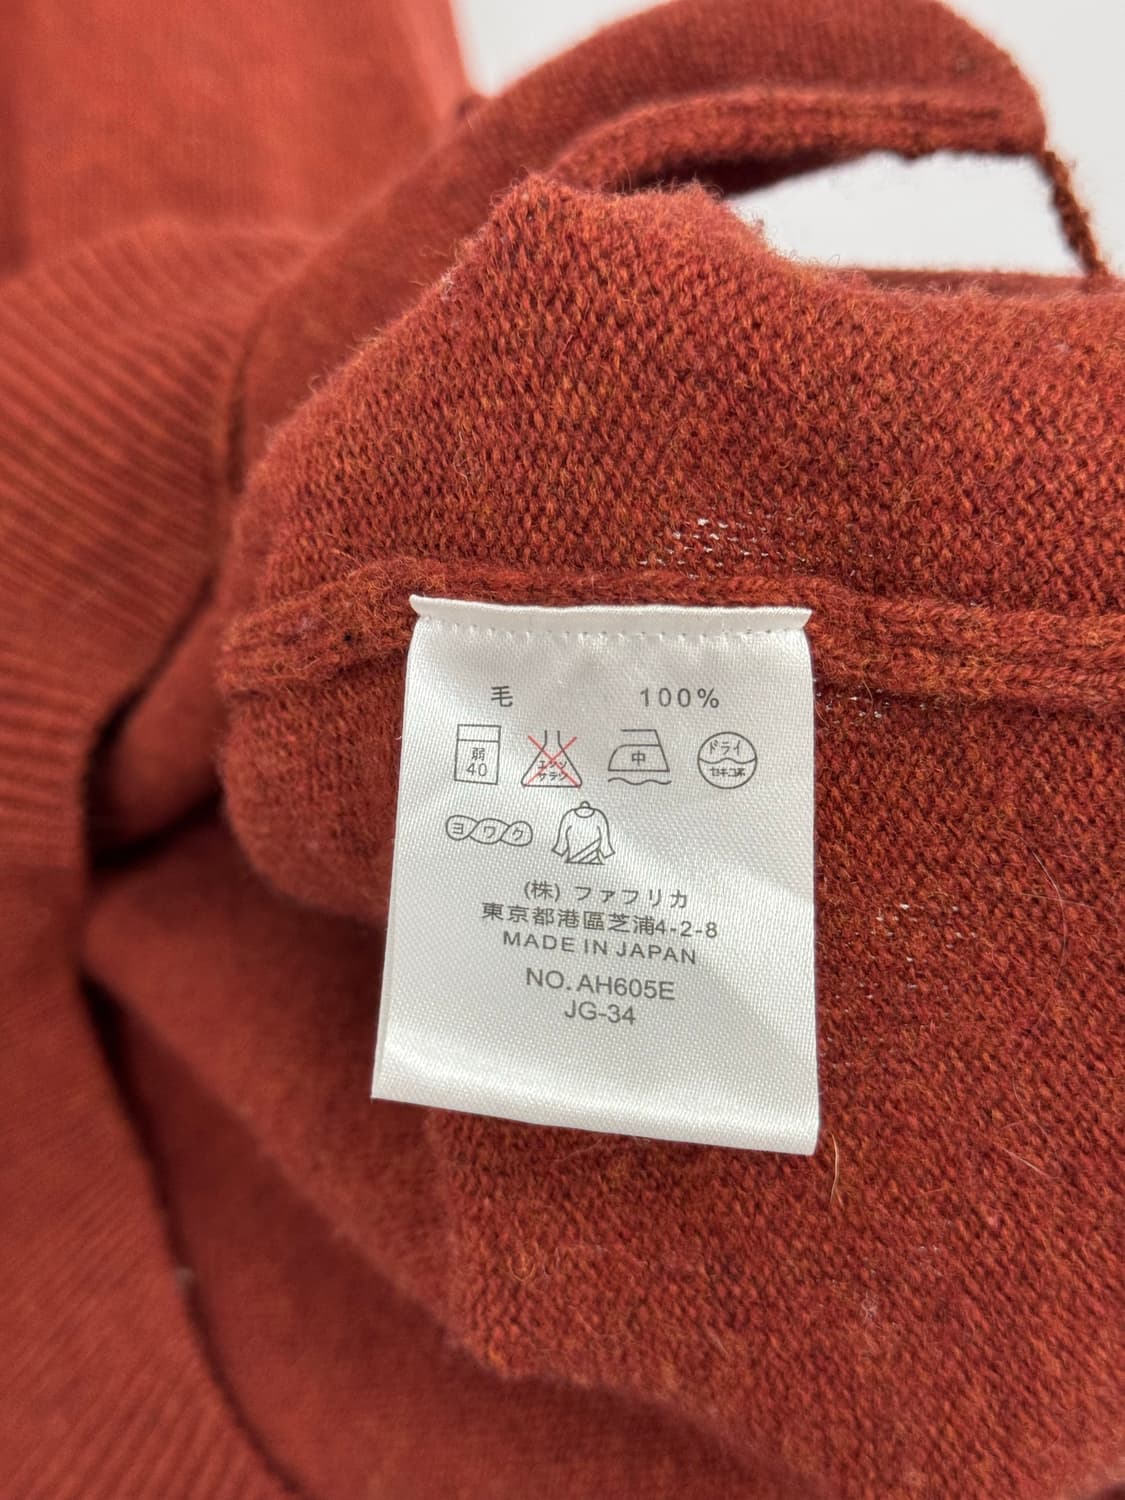 毛 100%
弱 40 エンソ サラシ 中 ドライ セキユ系
ヨワク
(株) ファフリカ
東京都港區芝浦4-2-8
MADE IN JAPAN
NO. AH605E
JG-34